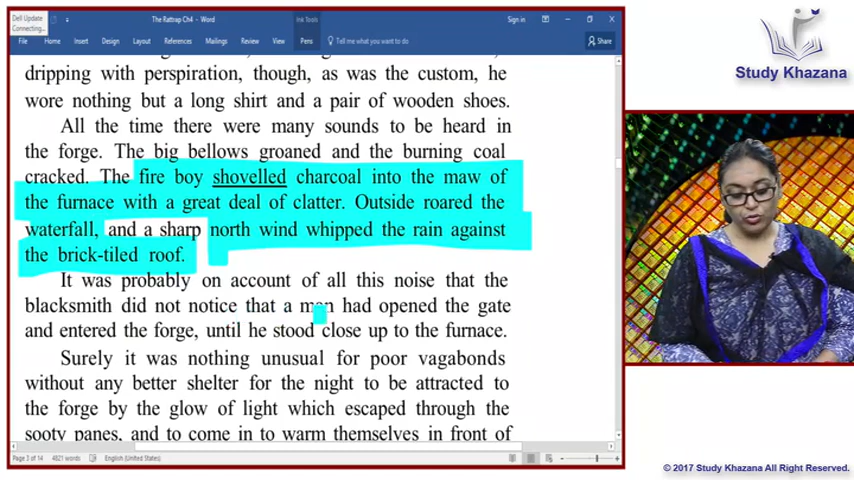 Dell Update
Connecting...
The Rattrap Ch4 - Word
Ink Tools
Sign in
File Home Insert Design Layout References Mailings Review View Pens Tell me what you want to do Share
dripping with perspiration, though, as was the custom, he
wore nothing but a long shirt and a pair of wooden shoes.
All the time there were many sounds to be heard in
the forge. The big bellows groaned and the burning coal
cracked. The fire boy shovelled charcoal into the maw of
the furnace with a great deal of clatter. Outside roared the
waterfall, and a sharp north wind whipped the rain against
the brick-tiled roof.
It was probably on account of all this noise that the
blacksmith did not notice that a man had opened the gate
and entered the forge, until he stood close up to the furnace.
Surely it was nothing unusual for poor vagabonds
without any better shelter for the night to be attracted to
the forge by the glow of light which escaped through the
sooty panes, and to come in to warm themselves in front of
Page 3 of 14 4821 words English (United States)
100%
Study Khazana
© 2017 Study Khazana All Right Reserved.